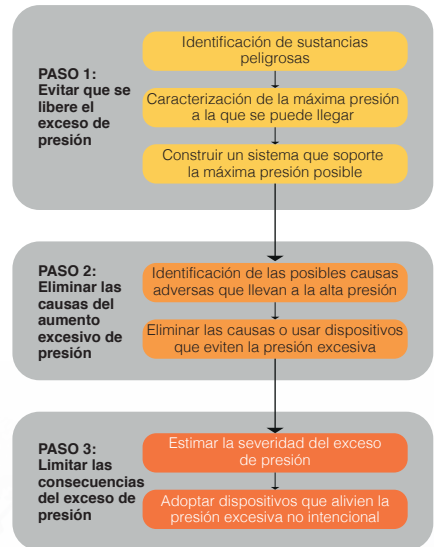 PASO 1:
Evitar que se
libere el
exceso de
presión
Identificación de sustancias
peligrosas
Caracterización de la máxima presión
a la que se puede llegar
Construir un sistema que soporte
la máxima presión posible
PASO 2:
Eliminar las
causas del
aumento
excesivo de
presión
Identificación de las posibles causas
adversas que llevan a la alta presión
Eliminar las causas o usar dispositivos
que eviten la presión excesiva
PASO 3:
Limitar las
consecuencias
del exceso de
presión
Estimar la severidad del exceso
de presión
Adoptar dispositivos que alivien la
presión excesiva no intencional